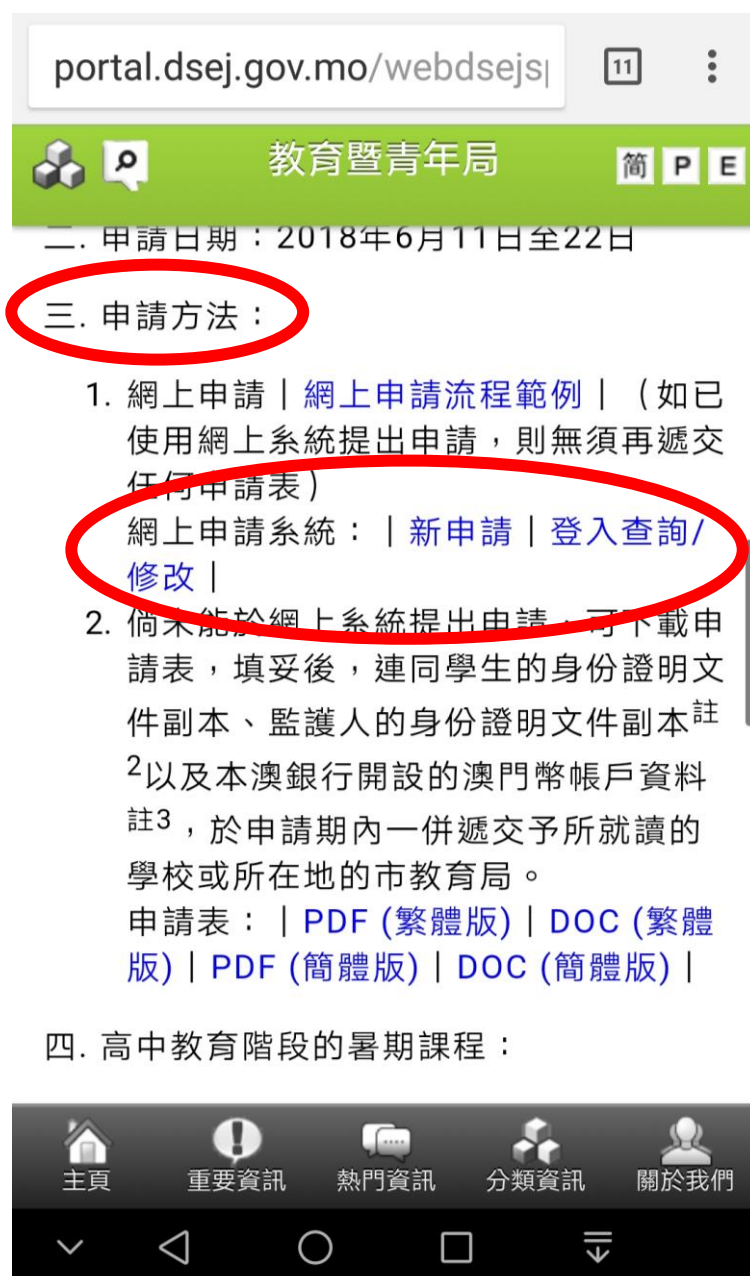 portal.dsej.gov.mo/webdsejsp
11
教育暨青年局
简 P E
二. 申請日期：2018年6月11日至22日
三. 申請方法：
1. 網上申請｜網上申請流程範例｜（如已
使用網上系統提出申請，則無須再遞交
任何申請表）
網上申請系統：｜新申請｜登入查詢/
修改｜
2. 倘未能於網上系統提出申請，可下載申
請表，填妥後，連同學生的身份證明文
件副本、監護人的身份證明文件副本註
2以及本澳銀行開設的澳門幣帳戶資料
註3，於申請期內一併遞交予所就讀的
學校或所在地的市教育局。
申請表：｜PDF (繁體版)｜DOC (繁體
版)｜PDF (簡體版)｜DOC (簡體版)｜
四. 高中教育階段的暑期課程：
主頁 重要資訊 熱門資訊 分類資訊 關於我們